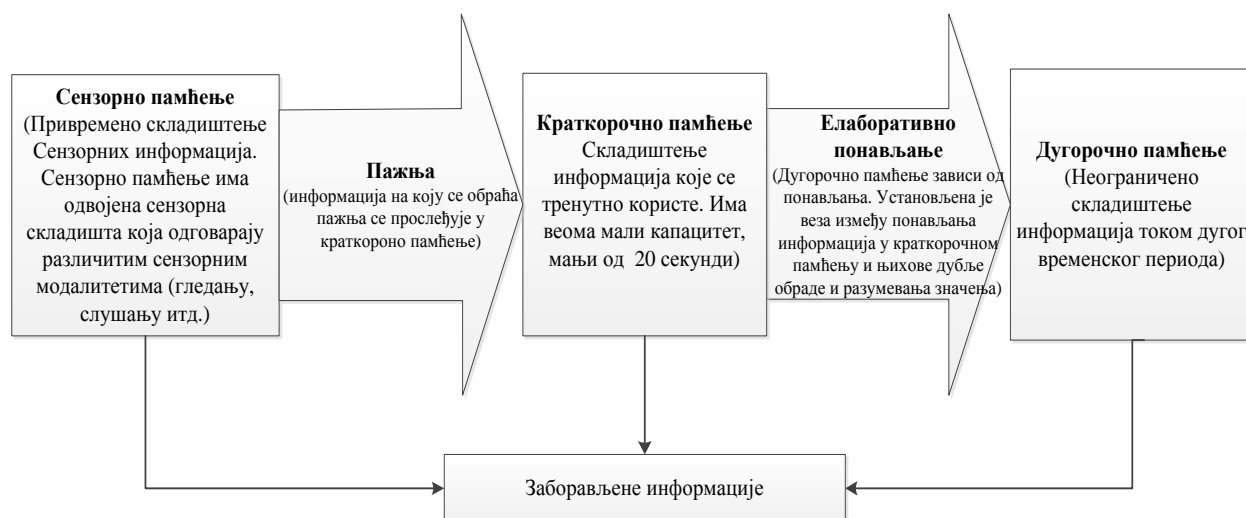 Сензорно памћење
(Привремено складиштење
Сензорних информација.
Сензорно памћење има
одвојена сензорна
складишта која одговарају
различитим сензорним
модалитетима (гледању,
слушању итд.)
Пажња
(информација на коју се обраћа
пажња се прослеђује у
краткороно памћење)
Краткорочно памћење
Складиштење
информација које се
тренутно користе. Има
веома мали капацитет,
мањи од 20 секунди)
Елаборативно
понављање
(Дугорочно памћење зависи од
понављања. Установљена је
веза између понављања
информација у краткорочном
памћењу и њихове дубље
обраде и разумевања значења)
Дугорочно памћење
(Неограничено
складиштење
информација током дугог
временског периода)
Заборављене информације